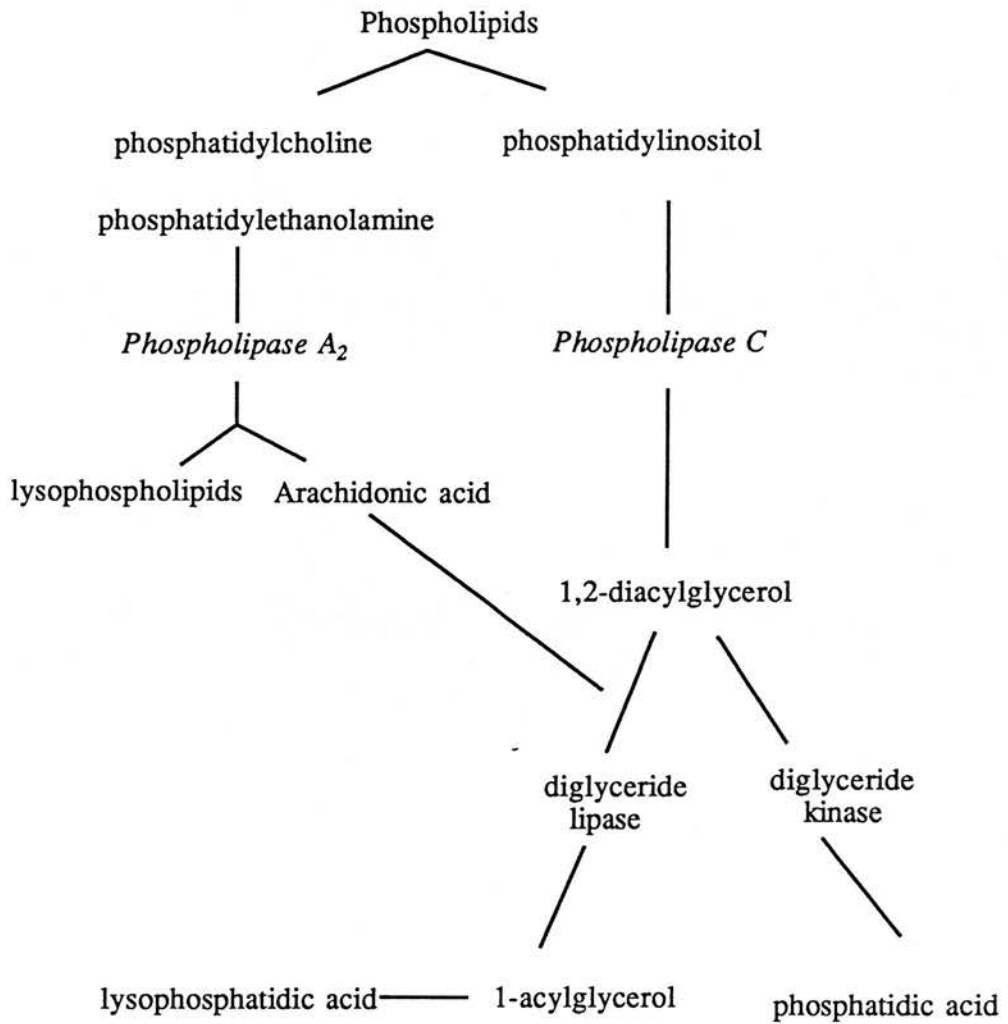 Phospholipids
phosphatidylcholine
phosphatidylinositol
phosphatidylethanolamine
Phospholipase A2
Phospholipase C
lysophospholipids
Arachidonic acid
1,2-diacylglycerol
diglyceride
lipase
diglyceride
kinase
lysophosphatidic acid
1-acylglycerol
phosphatidic acid